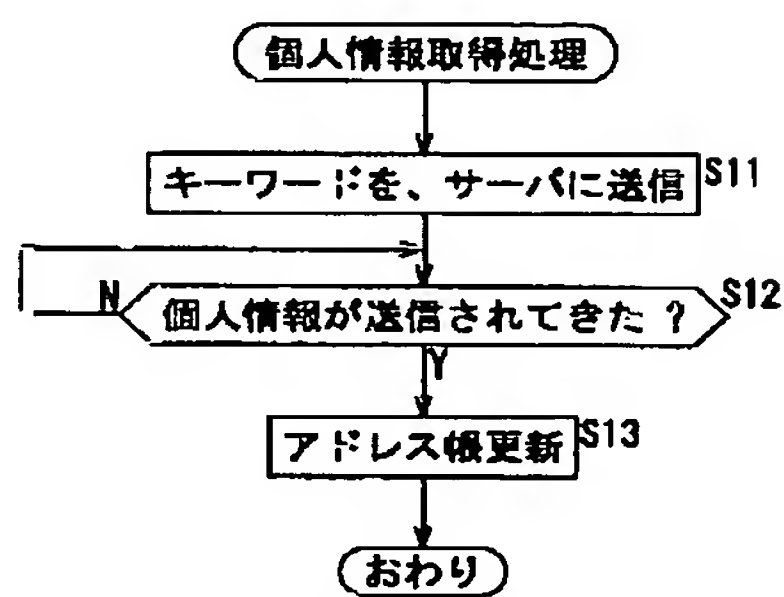 個人情報取得処理
キーワードを、サーバに送信 S11
N 個人情報が送信されてきた ? S12
Y
アドレス帳更新 S13
おわり